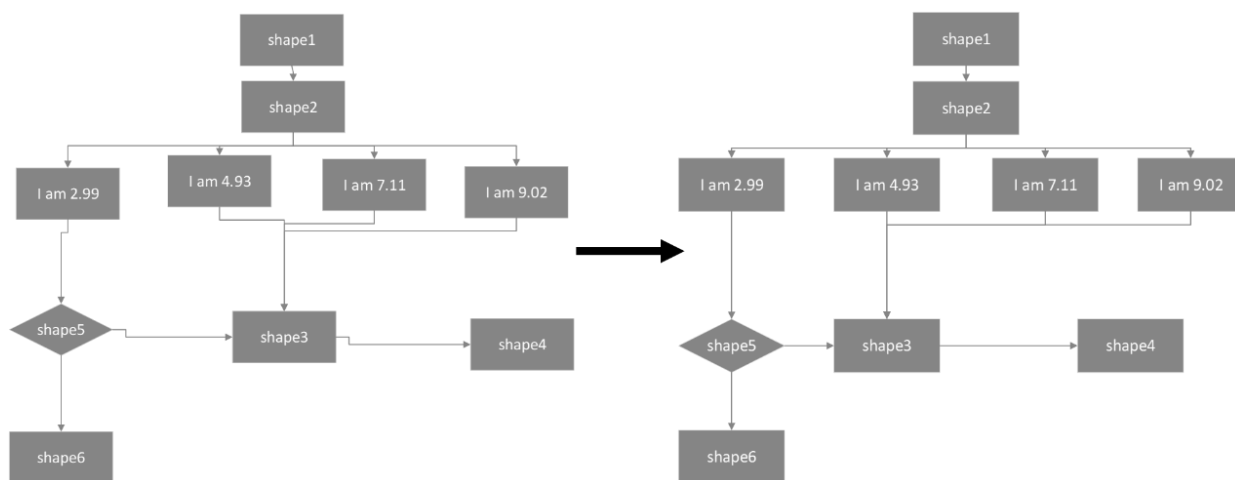 shape1
shape2
I am 2.99
I am 4.93
I am 7.11
I am 9.02
shape5
shape3
shape4
shape6
shape1
shape2
I am 2.99
I am 4.93
I am 7.11
I am 9.02
shape5
shape3
shape4
shape6